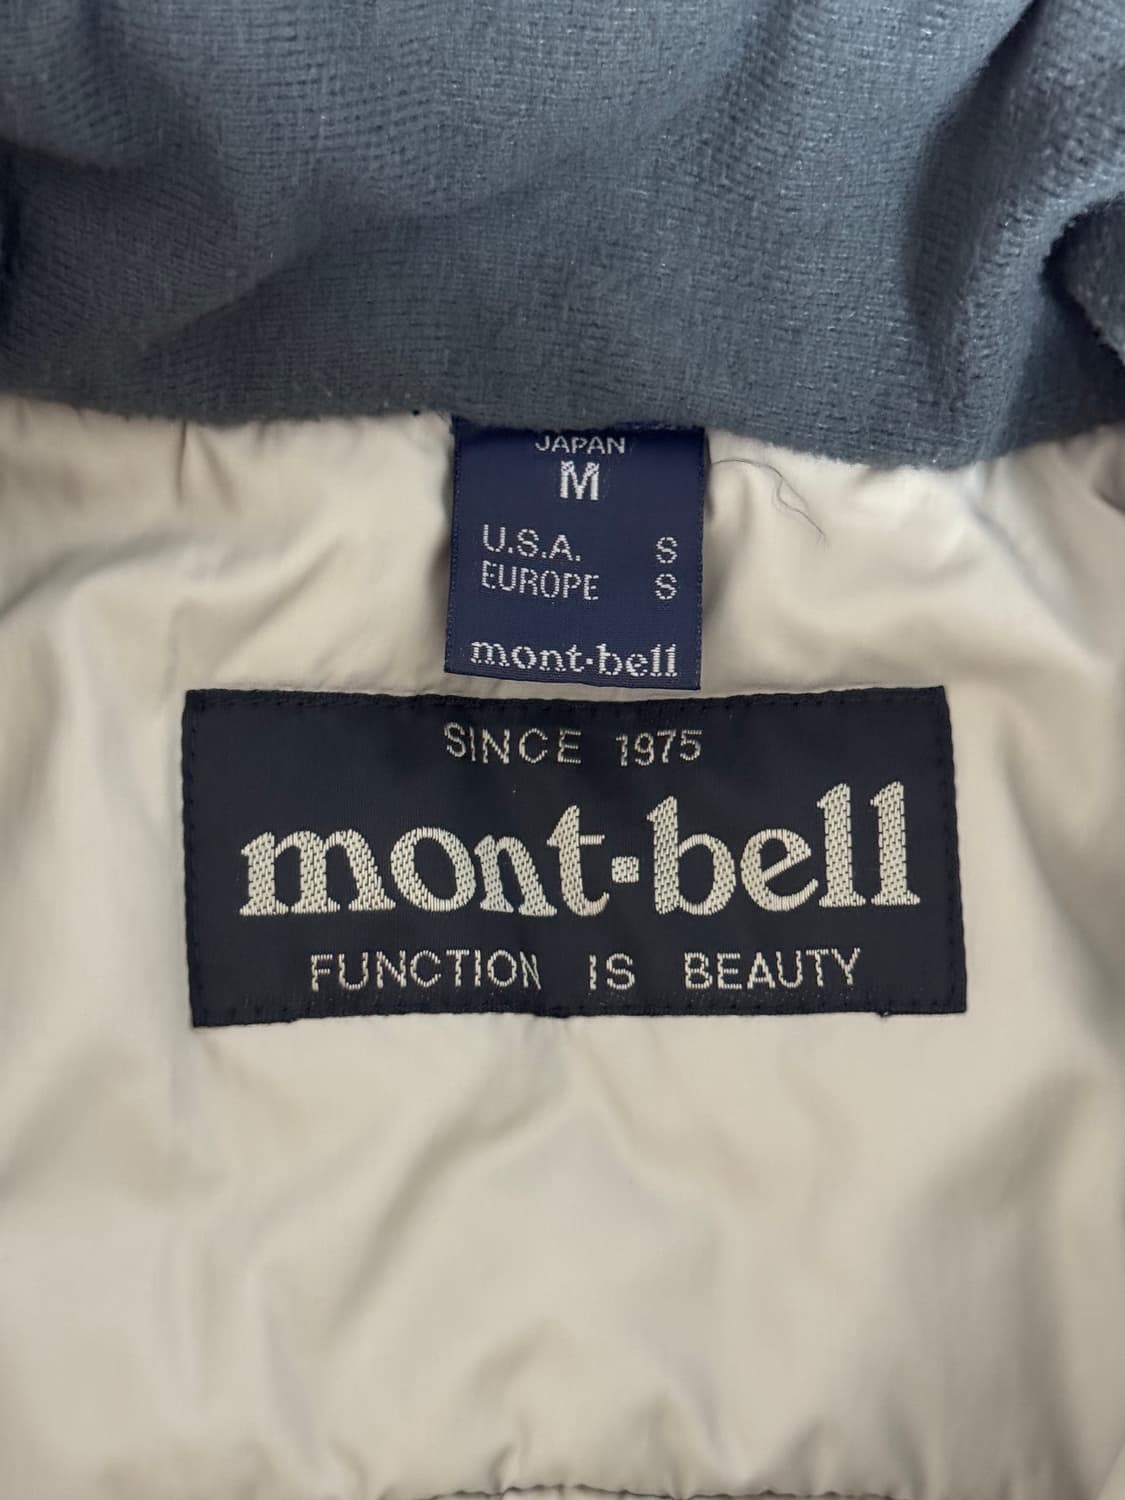 JAPAN
M
U.S.A. S
EUROPE S
mont·bell
SINCE 1975
mont·bell
FUNCTION IS BEAUTY